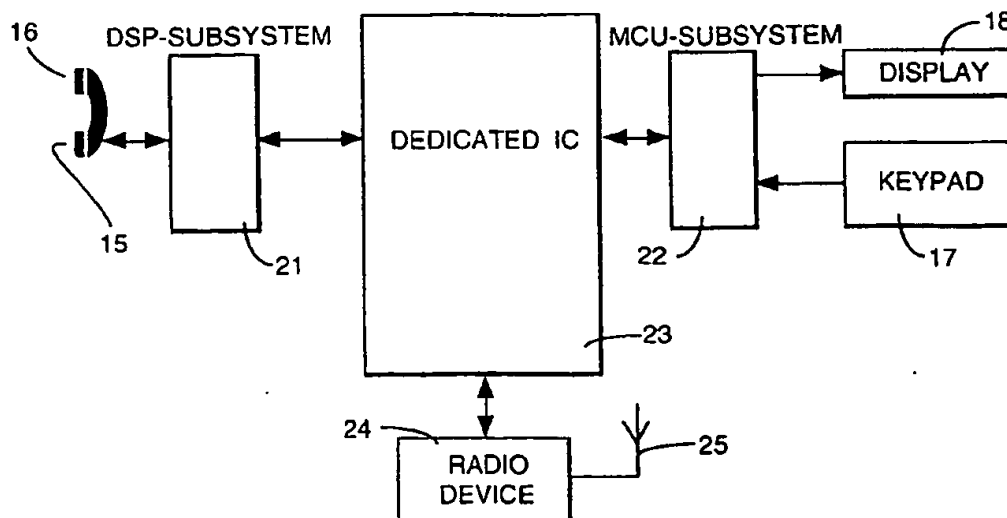 16
DSP-SUBSYSTEM
MCU-SUBSYSTEM
18
DISPLAY
DEDICATED IC
KEYPAD
15
21
22
17
23
24
25
RADIO
DEVICE